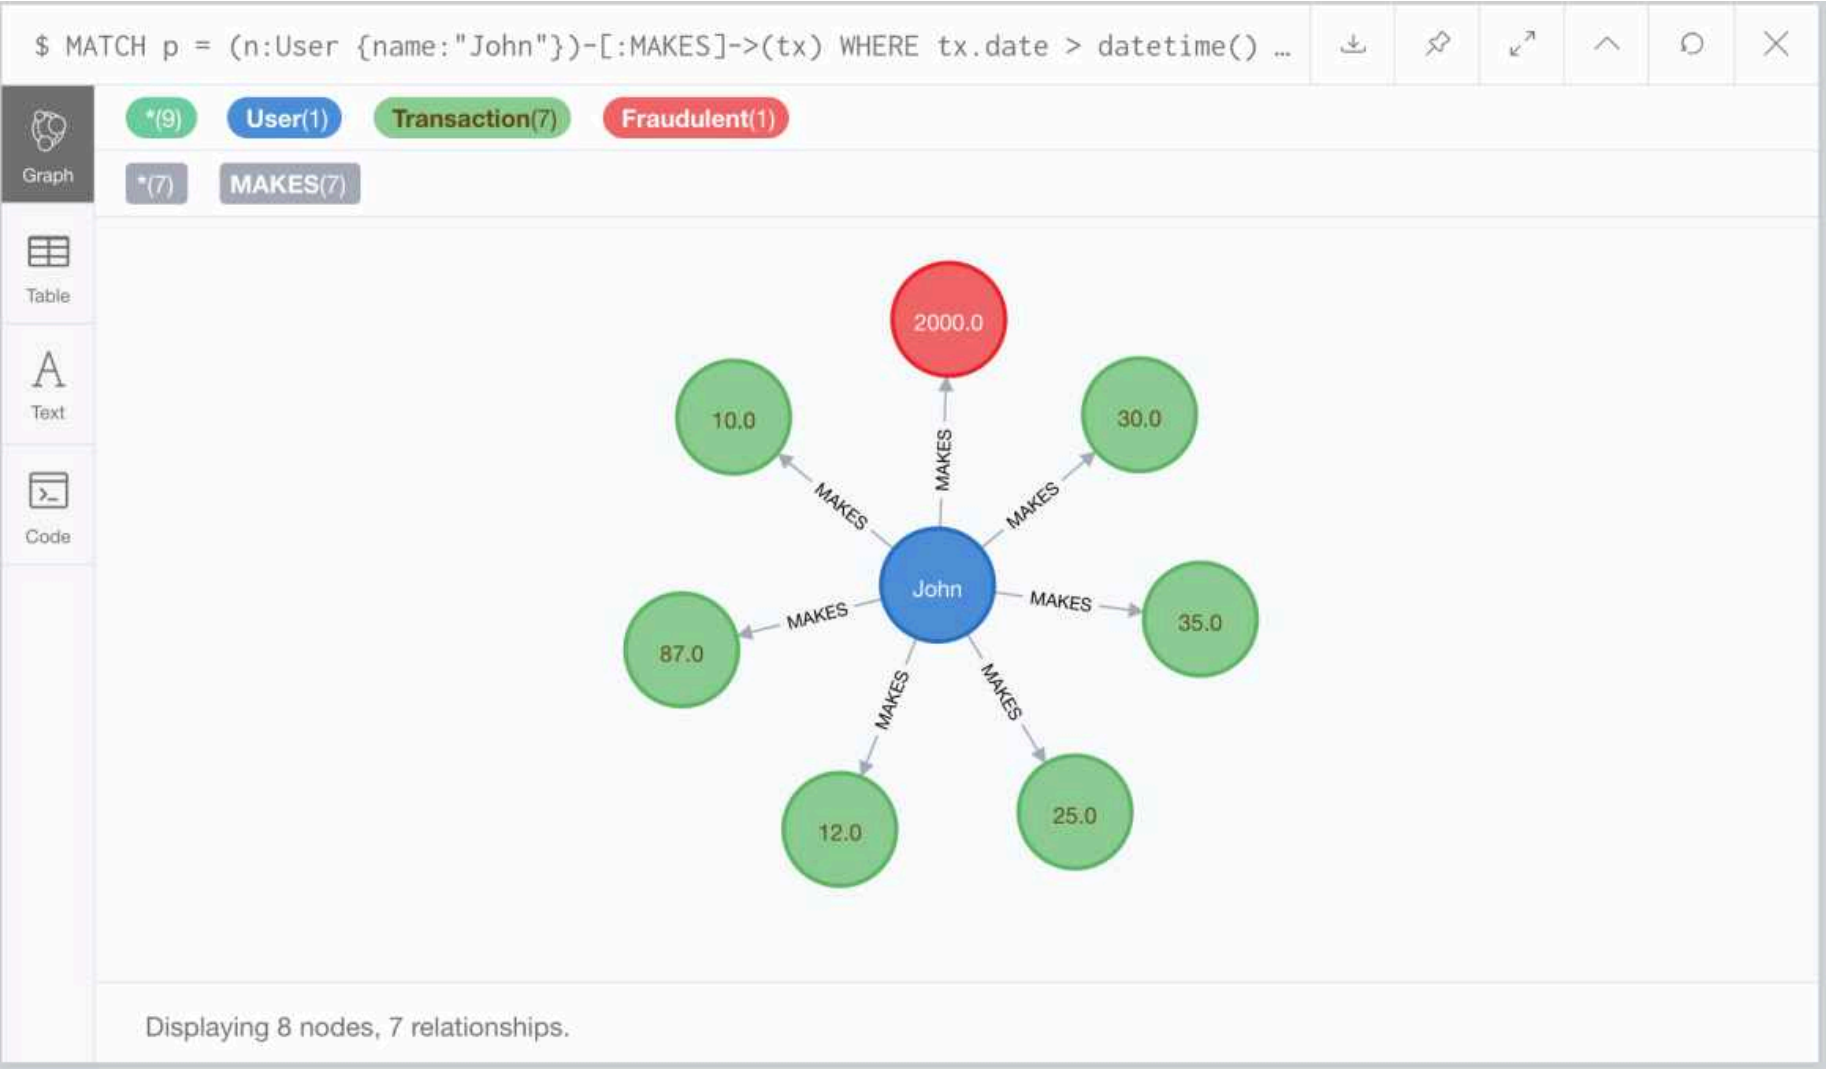 $ MATCH p = (n:User {name:"John"})-[:MAKES]->(tx) WHERE tx.date > datetime() …
*(9) User(1) Transaction(7) Fraudulent(1)
*(7) MAKES(7)
Graph
Table
Text
Code
2000.0
10.0
30.0
MAKES
MAKES
MAKES
John
MAKES
MAKES
35.0
87.0
MAKES
MAKES
25.0
12.0
Displaying 8 nodes, 7 relationships.